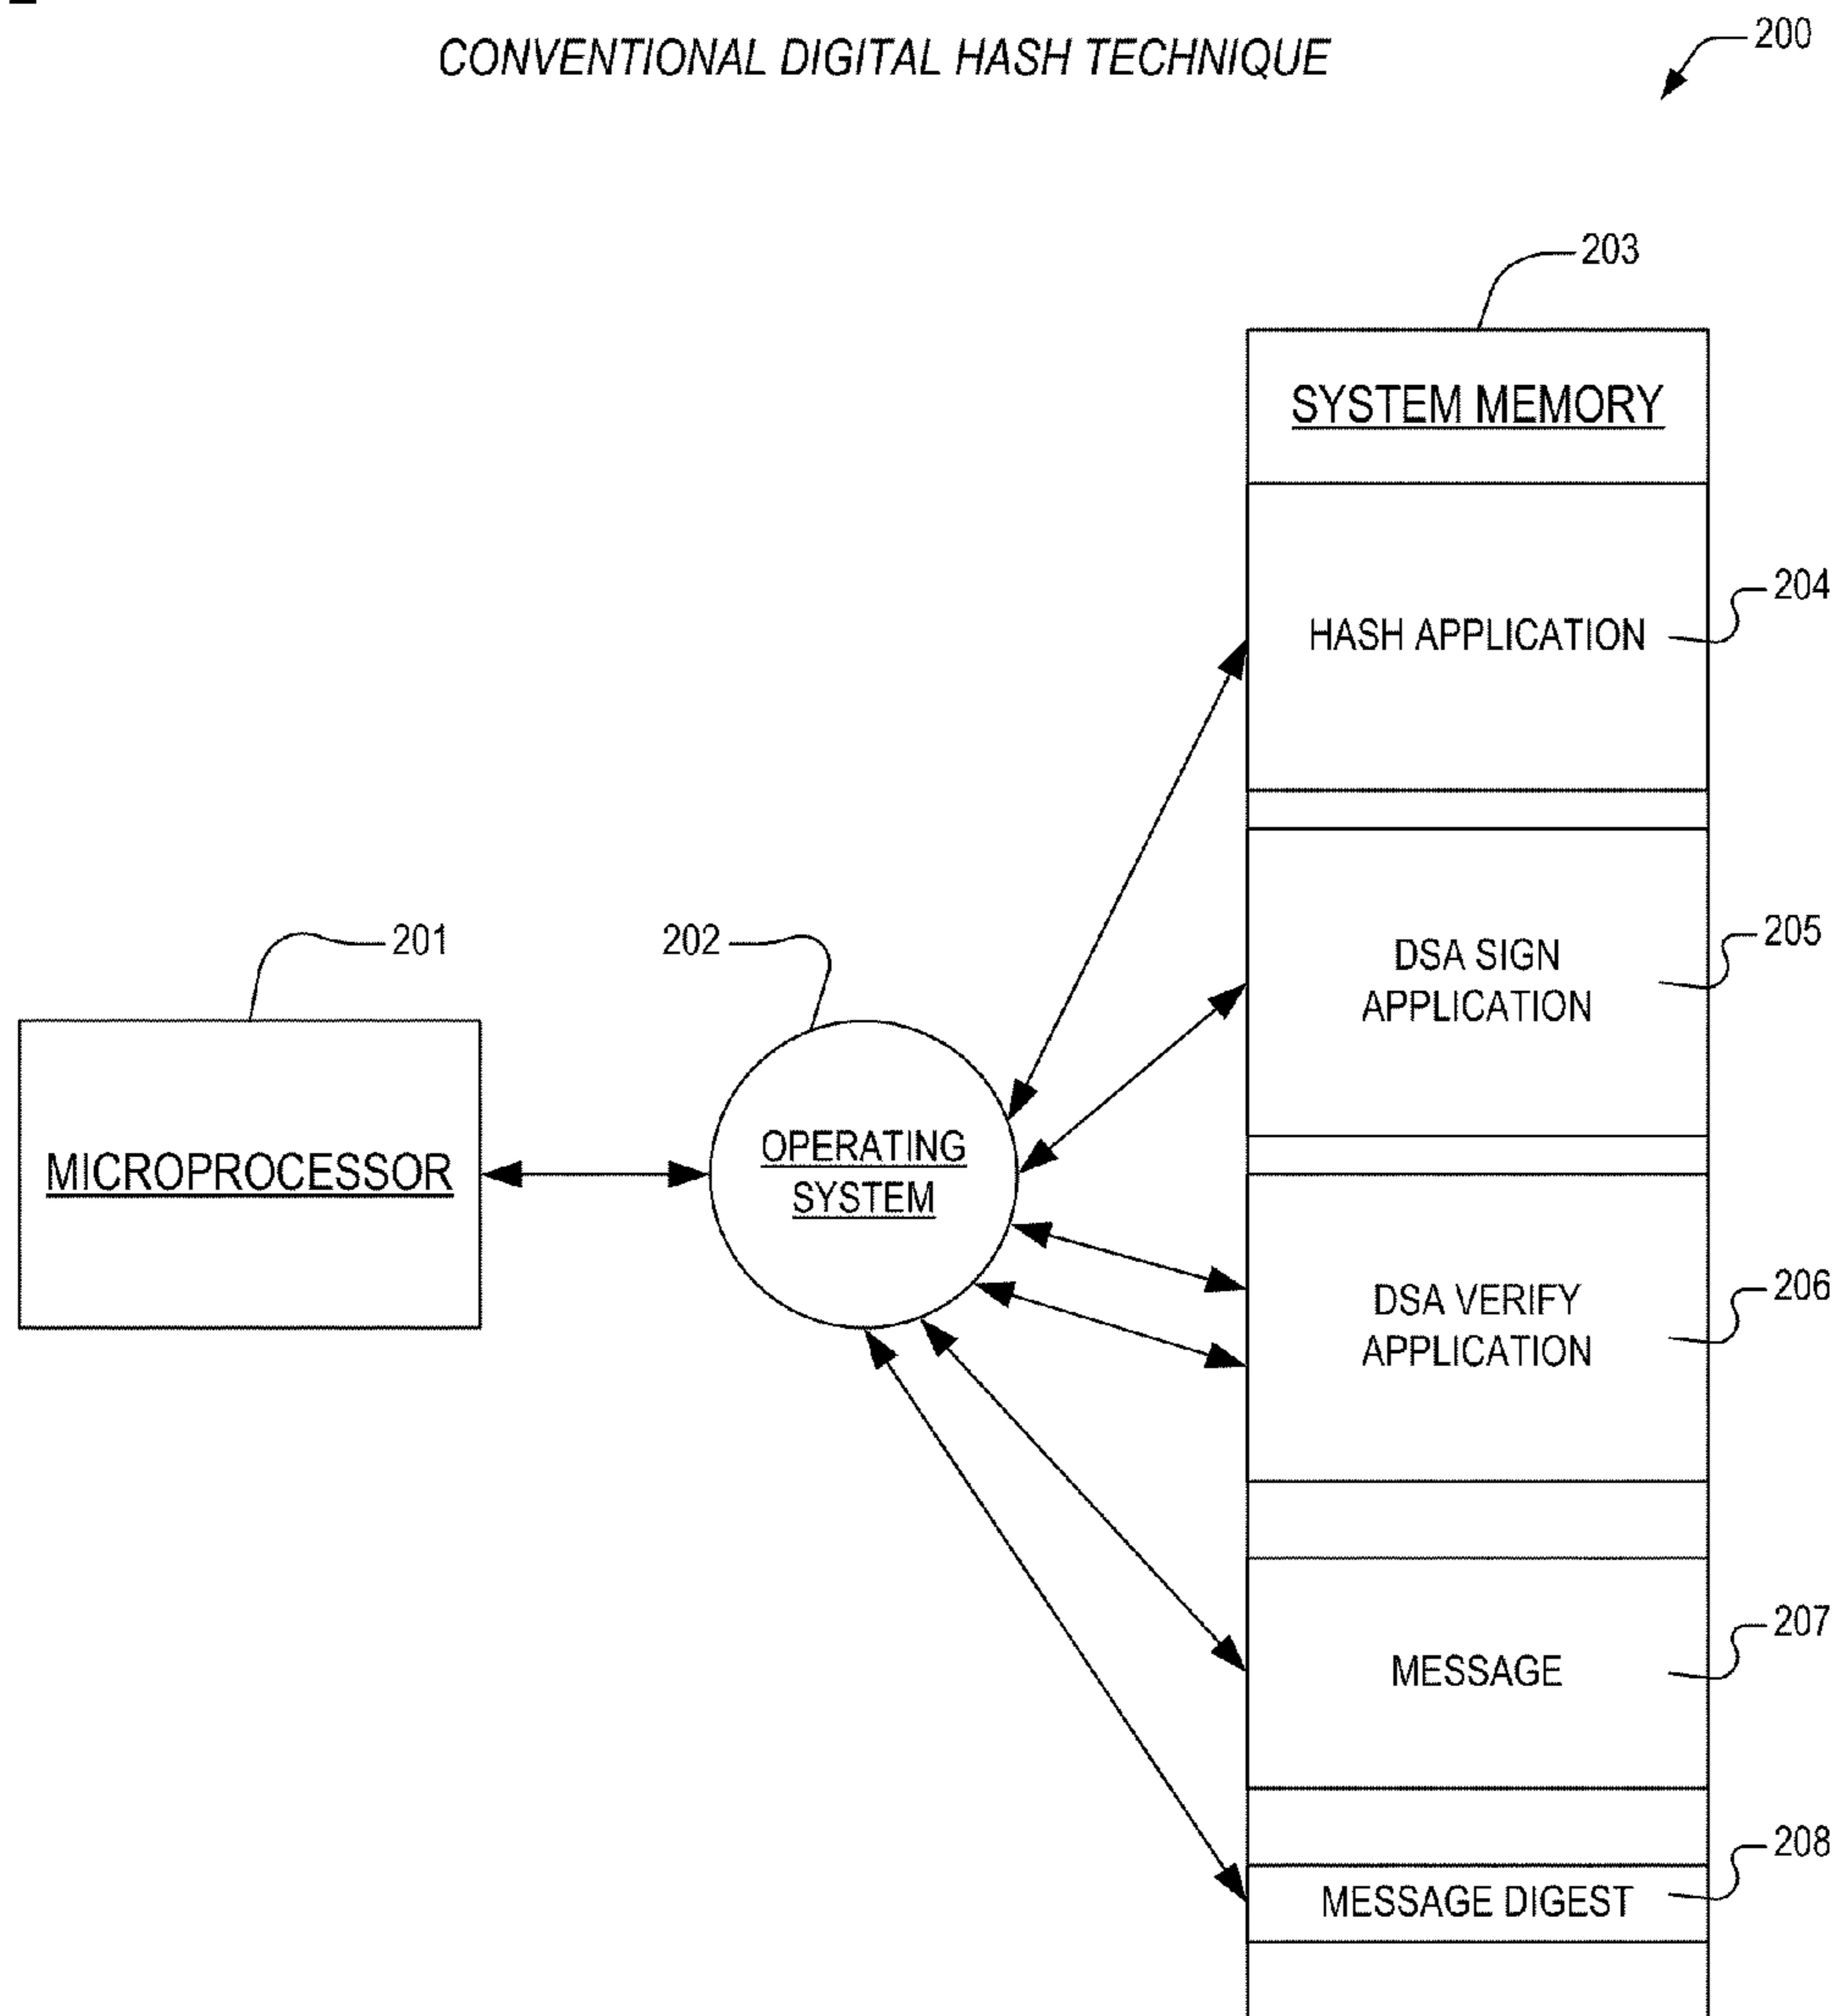 CONVENTIONAL DIGITAL HASH TECHNIQUE
200
203
SYSTEM MEMORY
204
HASH APPLICATION
205
DSA SIGN
APPLICATION
201
202
MICROPROCESSOR
OPERATING
SYSTEM
206
DSA VERIFY
APPLICATION
207
MESSAGE
208
MESSAGE DIGEST